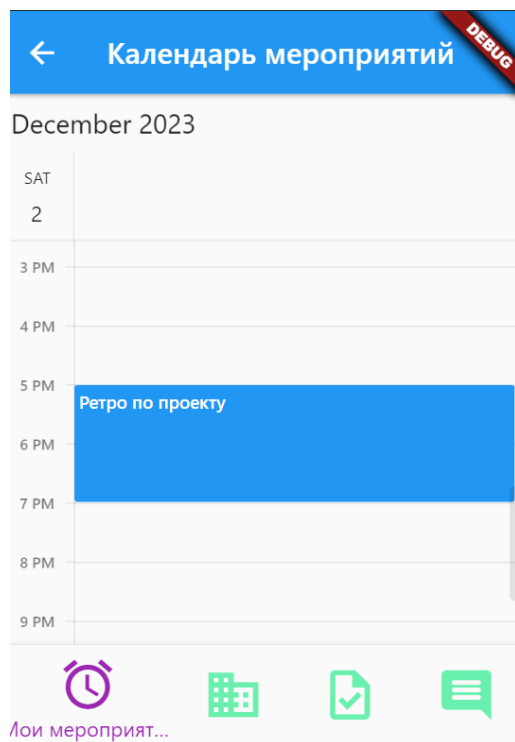 Календарь мероприятий
DEBUG
December 2023
SAT
2
3 PM
4 PM
5 PM
Ретро по проекту
6 PM
7 PM
8 PM
9 PM
Мои мероприят...